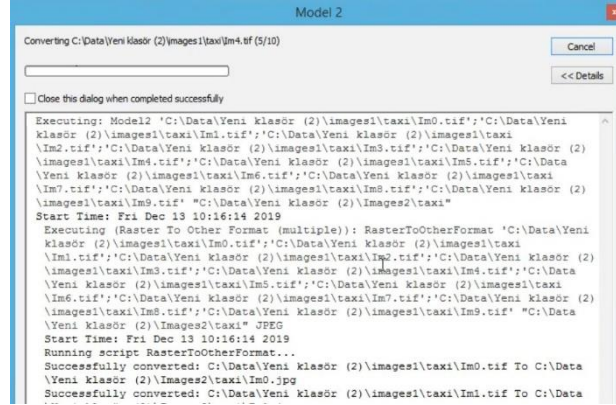 Model 2
Converting C:\Data\Yeni klasör (2)\images1\taxi\Im4.tif (5/10)
Cancel
<< Details
Close this dialog when completed successfully
Executing: Model2 'C:\Data\Yeni klasör (2)\images1\taxi\Im0.tif';'C:\Data\Yeni
klasör (2)\images1\taxi\Im1.tif';'C:\Data\Yeni klasör (2)\images1\taxi
\Im2.tif';'C:\Data\Yeni klasör (2)\images1\taxi\Im3.tif';'C:\Data\Yeni klasör (2)
\images1\taxi\Im4.tif';'C:\Data\Yeni klasör (2)\images1\taxi\Im5.tif';'C:\Data
\Yeni klasör (2)\images1\taxi\Im6.tif';'C:\Data\Yeni klasör (2)\images1\taxi
\Im7.tif';'C:\Data\Yeni klasör (2)\images1\taxi\Im8.tif';'C:\Data\Yeni klasör (2)
\images1\taxi\Im9.tif' "C:\Data\Yeni klasör (2)\Images2\taxi"
Start Time: Fri Dec 13 10:16:14 2019
Executing (Raster To Other Format (multiple)): RasterToOtherFormat 'C:\Data\Yeni
klasör (2)\images1\taxi\Im0.tif';'C:\Data\Yeni klasör (2)\images1\taxi
\Im1.tif';'C:\Data\Yeni klasör (2)\images1\taxi\Im2.tif';'C:\Data\Yeni klasör (2)
\images1\taxi\Im3.tif';'C:\Data\Yeni klasör (2)\images1\taxi\Im4.tif';'C:\Data
\Yeni klasör (2)\images1\taxi\Im5.tif';'C:\Data\Yeni klasör (2)\images1\taxi
\Im6.tif';'C:\Data\Yeni klasör (2)\images1\taxi\Im7.tif';'C:\Data\Yeni klasör (2)
\images1\taxi\Im8.tif';'C:\Data\Yeni klasör (2)\images1\taxi\Im9.tif' "C:\Data
\Yeni klasör (2)\Images2\taxi" JPEG
Start Time: Fri Dec 13 10:16:14 2019
Running script RasterToOtherFormat...
Successfully converted: C:\Data\Yeni klasör (2)\images1\taxi\Im0.tif To C:\Data
\Yeni klasör (2)\Images2\taxi\Im0.jpg
Successfully converted: C:\Data\Yeni klasör (2)\images1\taxi\Im1.tif To C:\Data